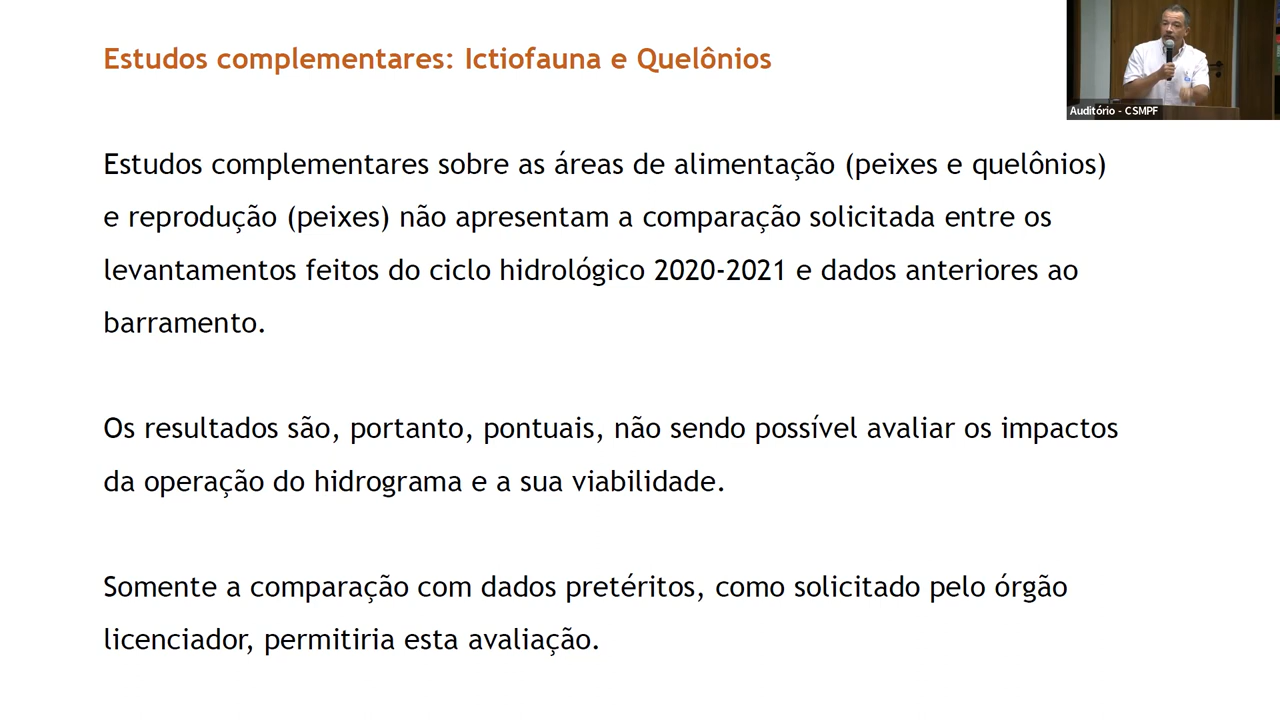 Estudos complementares: Ictiofauna e Quelônios
Auditório - CSMPF
Estudos complementares sobre as áreas de alimentação (peixes e quelônios)
e reprodução (peixes) não apresentam a comparação solicitada entre os
levantamentos feitos do ciclo hidrológico 2020-2021 e dados anteriores ao
barramento.
Os resultados são, portanto, pontuais, não sendo possível avaliar os impactos
da operação do hidrograma e a sua viabilidade.
Somente a comparação com dados pretéritos, como solicitado pelo órgão
licenciador, permitiria esta avaliação.